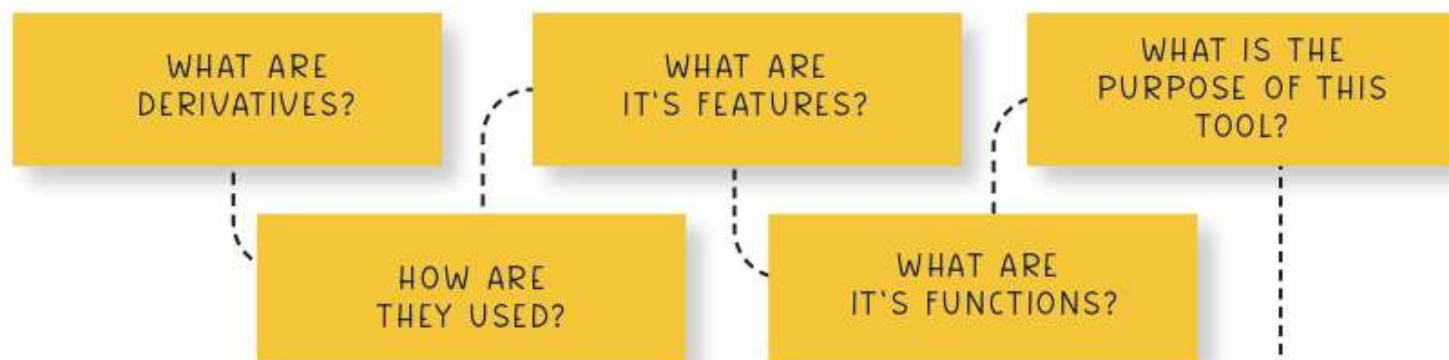 WHAT ARE
DERIVATIVES?
HOW ARE
THEY USED?
WHAT ARE
IT'S FEATURES?
WHAT ARE
IT'S FUNCTIONS?
WHAT IS THE
PURPOSE OF THIS
TOOL?